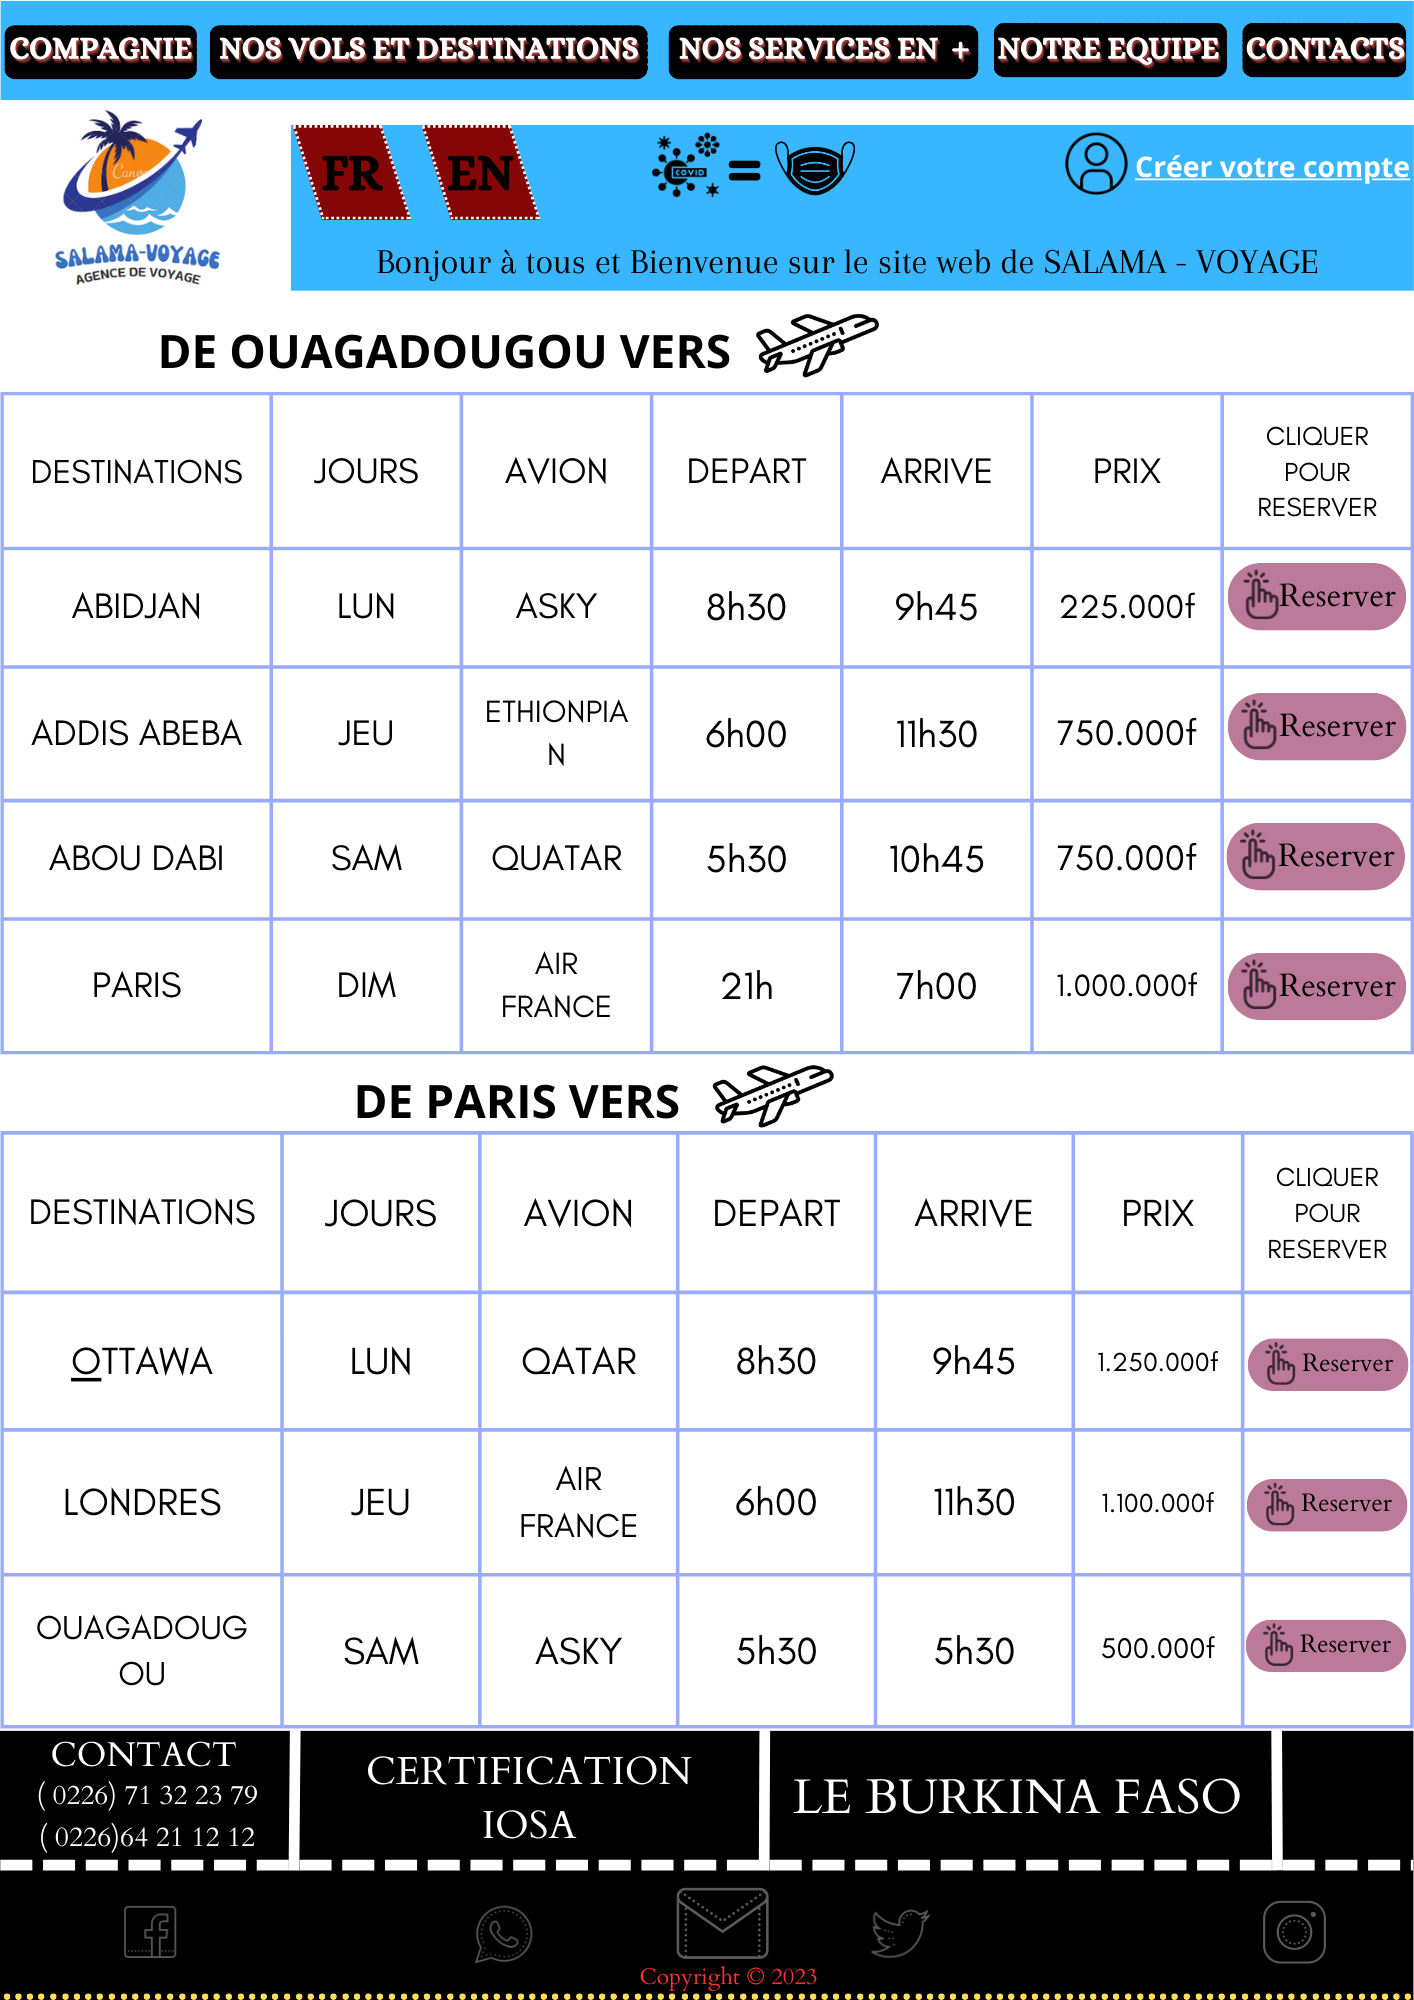 COMPAGNIE NOS VOLS ET DESTINATIONS NOS SERVICES EN + NOTRE EQUIPE CONTACTS
Canva
SALAMA-VOYAGE
AGENCE DE VOYAGE
FR EN COVID = Créer votre compte
Bonjour à tous et Bienvenue sur le site web de SALAMA - VOYAGE
DE OUAGADOUGOU VERS
DESTINATIONS JOURS AVION DEPART ARRIVE PRIX CLIQUER
POUR
RESERVER
ABIDJAN LUN ASKY 8h30 9h45 225.000f Reserver
ADDIS ABEBA JEU ETHIONPIA
N 6h00 11h30 750.000f Reserver
ABOU DABI SAM QUATAR 5h30 10h45 750.000f Reserver
PARIS DIM AIR
FRANCE 21h 7h00 1.000.000f Reserver
DE PARIS VERS
DESTINATIONS JOURS AVION DEPART ARRIVE PRIX CLIQUER
POUR
RESERVER
OTTAWA LUN QATAR 8h30 9h45 1.250.000f Reserver
LONDRES JEU AIR
FRANCE 6h00 11h30 1.100.000f Reserver
OUAGADOUG
OU SAM ASKY 5h30 5h30 500.000f Reserver
CONTACT
( 0226) 71 32 23 79
( 0226)64 21 12 12
CERTIFICATION
IOSA
LE BURKINA FASO
Copyright © 2023